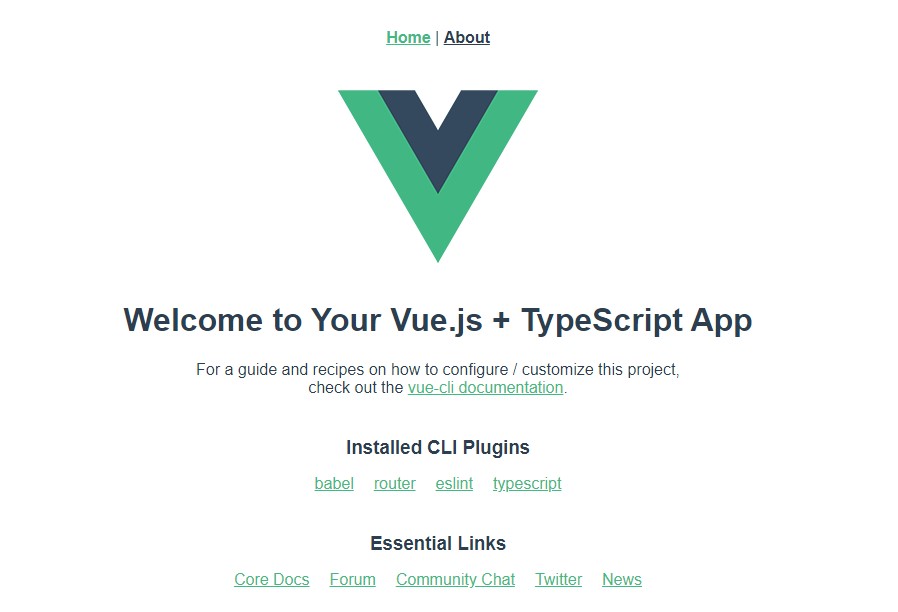 Home | About
Welcome to Your Vue.js + TypeScript App
For a guide and recipes on how to configure / customize this project,
check out the vue-cli documentation.
Installed CLI Plugins
babel router eslint typescript
Essential Links
Core Docs Forum Community Chat Twitter News